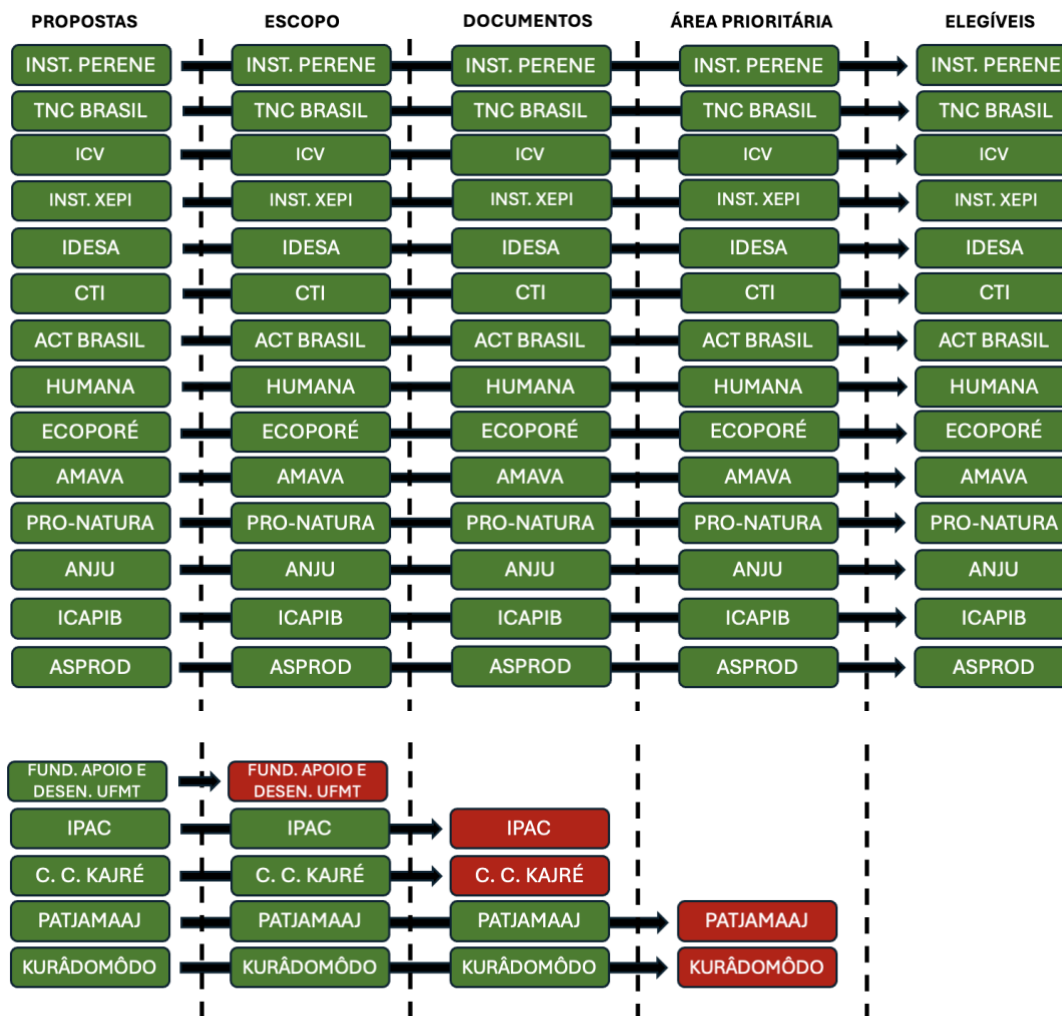 PROPOSTAS ESCOPO DOCUMENTOS ÁREA PRIORITÁRIA ELEGÍVEIS
INST. PERENE INST. PERENE INST. PERENE INST. PERENE INST. PERENE
TNC BRASIL TNC BRASIL TNC BRASIL TNC BRASIL TNC BRASIL
ICV ICV ICV ICV ICV
INST. XEPI INST. XEPI INST. XEPI INST. XEPI INST. XEPI
IDESA IDESA IDESA IDESA IDESA
CTI CTI CTI CTI CTI
ACT BRASIL ACT BRASIL ACT BRASIL ACT BRASIL ACT BRASIL
HUMANA HUMANA HUMANA HUMANA HUMANA
ECOPORÉ ECOPORÉ ECOPORÉ ECOPORÉ ECOPORÉ
AMAVA AMAVA AMAVA AMAVA AMAVA
PRO-NATURA PRO-NATURA PRO-NATURA PRO-NATURA PRO-NATURA
ANJU ANJU ANJU ANJU ANJU
ICAPIB ICAPIB ICAPIB ICAPIB ICAPIB
ASPROD ASPROD ASPROD ASPROD ASPROD
FUND. APOIO E FUND. APOIO E
DESEN. UFMT DESEN. UFMT
IPAC IPAC IPAC
C. C. KAJRÉ C. C. KAJRÉ C. C. KAJRÉ
PATJAMAAJ PATJAMAAJ PATJAMAAJ PATJAMAAJ
KURÂDOMÔDO KURÂDOMÔDO KURÂDOMÔDO KURÂDOMÔDO